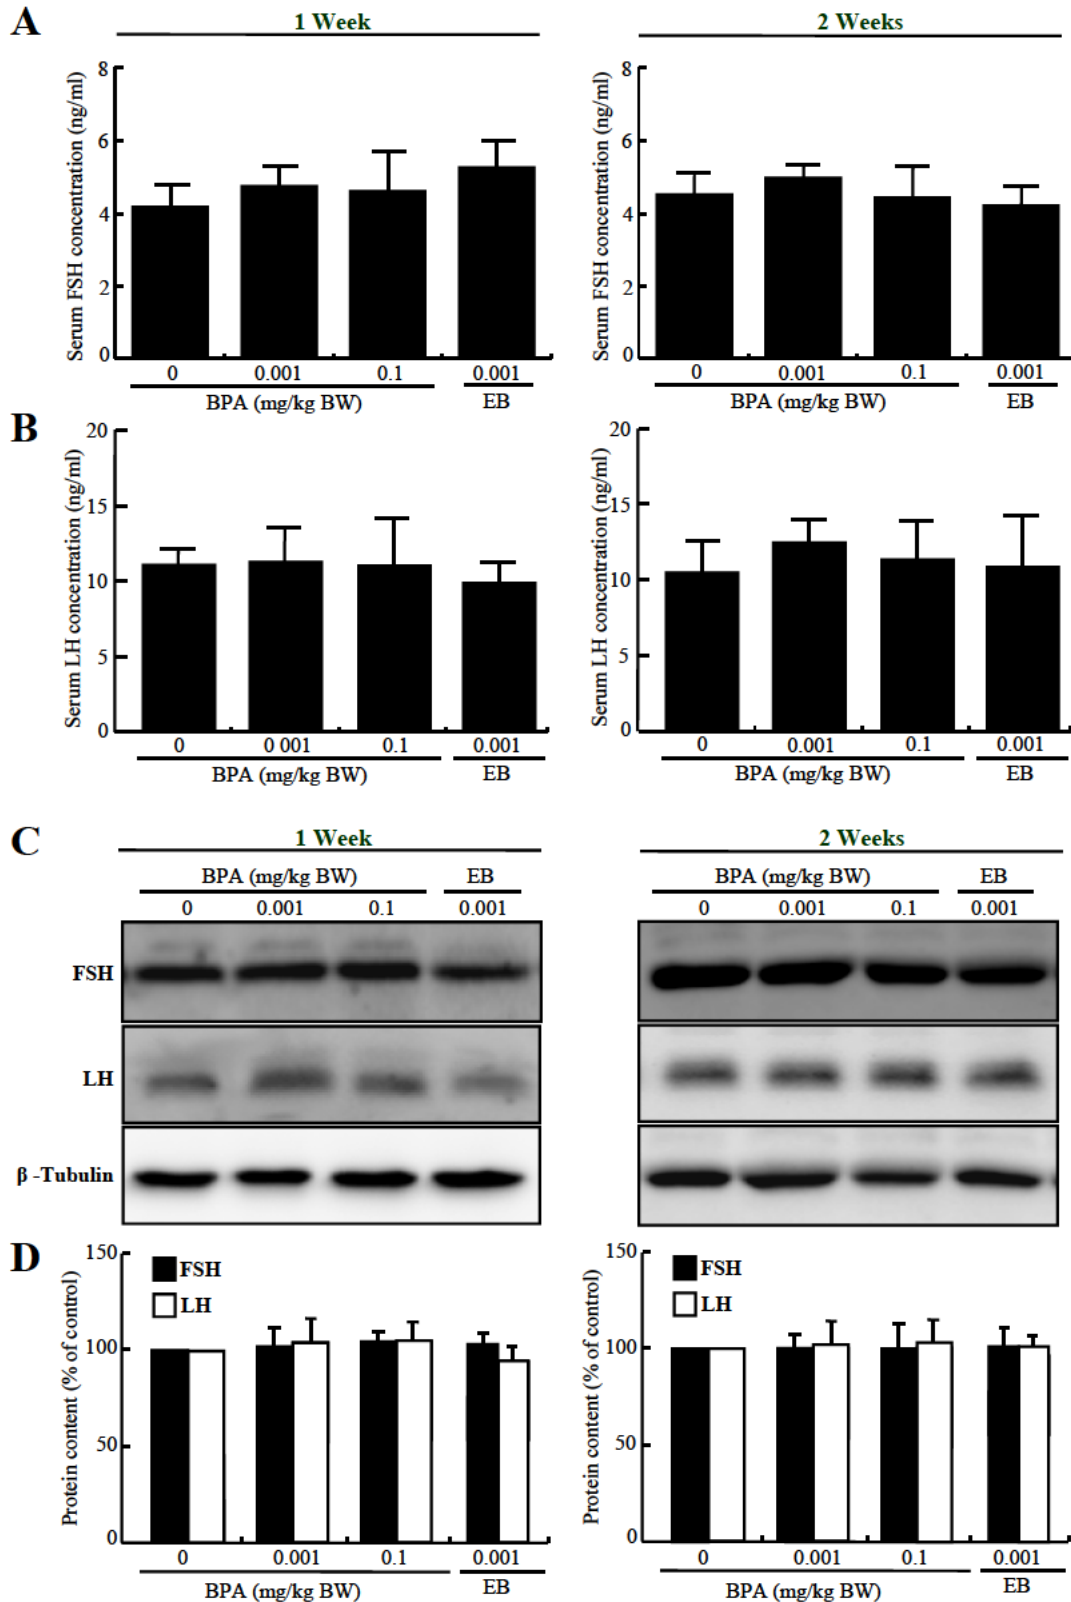 A
1 Week
2 Weeks
Serum FSH concentration (ng/ml)
8
6
4
2
0
0 0.001 0.1 0.001
BPA (mg/kg BW) EB
Serum FSH concentration (ng/ml)
8
6
4
2
0
0 0.001 0.1 0.001
BPA (mg/kg BW) EB
B
Serum LH concentration (ng/ml)
20
15
10
5
0
0 0 001 0.1 0.001
BPA (mg/kg BW) EB
Serum LH concentration (ng/ml)
20
15
10
5
0
0 0.001 0.1 0.001
BPA (mg/kg BW) EB
C
1 Week
2 Weeks
BPA (mg/kg BW) EB
0 0.001 0.1 0.001
BPA (mg/kg BW) EB
0 0.001 0.1 0.001
FSH
LH
β -Tubulin
D
Protein content (% of control)
150
100
50
0
FSH
LH
0 0.001 0.1 0.001
BPA (mg/kg BW) EB
Protein content (% of control)
150
100
50
0
FSH
LH
0 0.001 0.1 0.001
BPA (mg/kg BW) EB